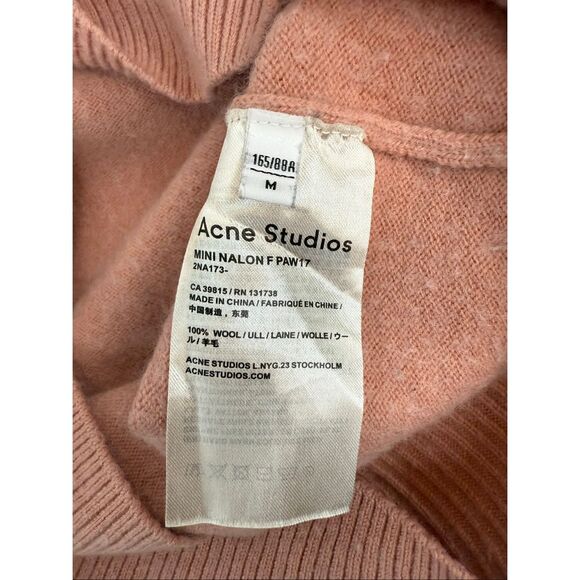 165/88A
M
Acne Studios
MINI NALON F PAW17
2NA173-
CA 39815 / RN 131738
MADE IN CHINA / FABRIQUÉ EN CHINE /
中国制造，东莞
100% WOOL / ULL / LAINE / WOLLE / ウー
ル / 羊毛
ACNE STUDIOS L.NYG.23 STOCKHOLM
ACNESTUDIOS.COM